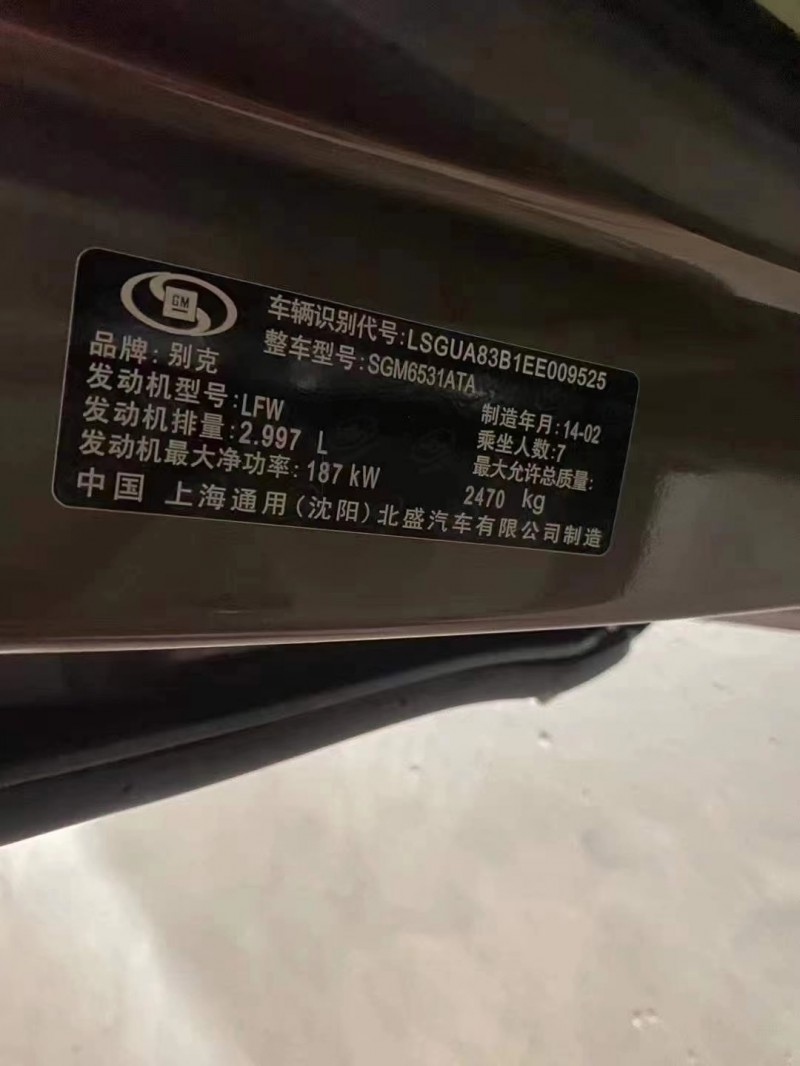 GM
车辆识别代号:LSGUA83B1EE009525
整车型号:SGM6531ATA
品牌:别克
发动机型号:LFW
制造年月:14-02
发动机排量:2.997 L
乘坐人数:7
发动机最大净功率:187 kW
最大允许总质量:
2470 kg
中国 上海通用(沈阳)北盛汽车有限公司制造